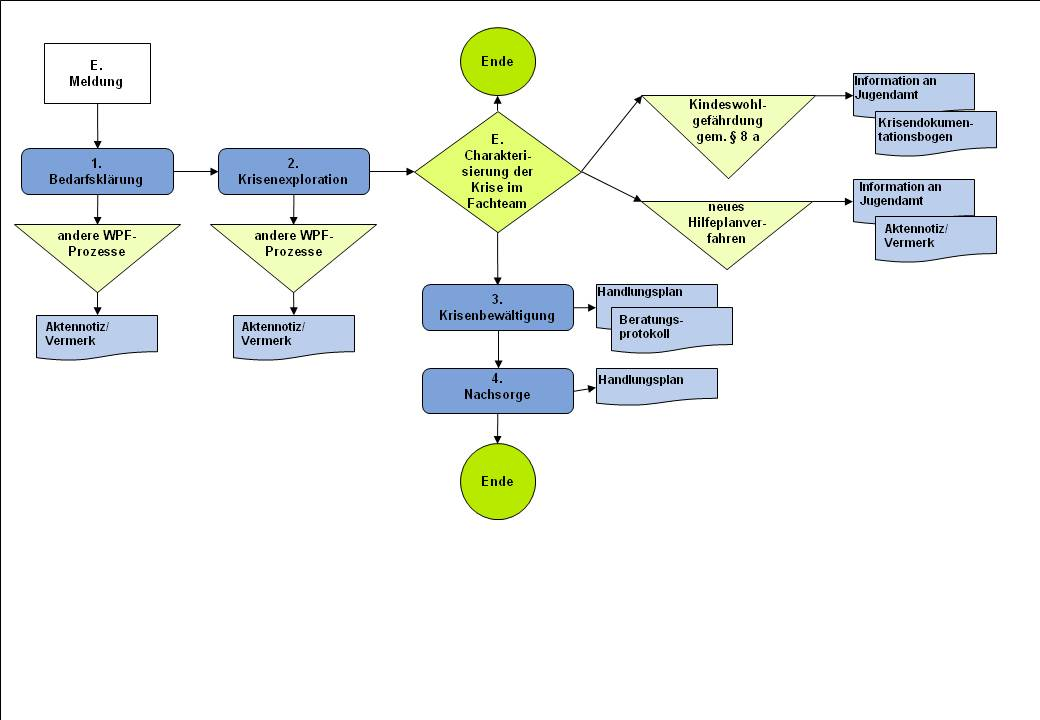 E.
Meldung
1.
Bedarfsklärung
andere WPF-
Prozesse
Aktennotiz/
Vermerk
2.
Krisenexploration
andere WPF-
Prozesse
Aktennotiz/
Vermerk
Ende
E.
Charakteri-
sierung der
Krise im
Fachteam
Kindeswohl-
gefährdung
gem. § 8 a
Information an
Jugendamt
Krisendokumen-
tationsbogen
neues
Hilfeplanver-
fahren
Information an
Jugendamt
Aktennotiz/
Vermerk
3.
Krisenbewältigung
Handlungsplan
Beratungs-
protokoll
4.
Nachsorge
Handlungsplan
Ende